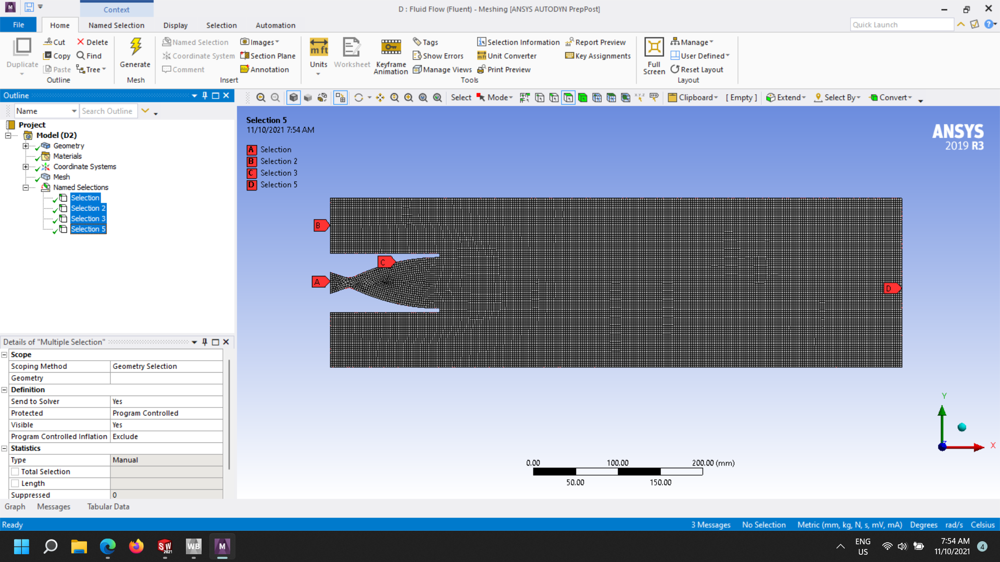 Context
D : Fluid Flow (Fluent) - Meshing [ANSYS AUTODYN PrepPost]
File
Home
Named Selection
Display
Selection
Automation
Quick Launch
Duplicate
Cut
Copy
Paste
Delete
Find
Tree
Outline
Generate
Mesh
Named Selection
Coordinate System
Comment
Images
Section Plane
Annotation
Insert
Units
Worksheet
Keyframe
Animation
Tags
Show Errors
Manage Views
Selection Information
Unit Converter
Print Preview
Report Preview
Key Assignments
Tools
Full
Screen
Manage
User Defined
Reset Layout
Layout
Outline
Name
Search Outline
Project
Model (D2)
Geometry
Materials
Coordinate Systems
Mesh
Named Selections
Selection
Selection 2
Selection 3
Selection 5
Select
Mode
Clipboard
[ Empty ]
Extend
Select By
Convert
Selection 5
11/10/2021 7:54 AM
A Selection
B Selection 2
C Selection 3
D Selection 5
ANSYS
2019 R3
B
C
A
D
Y
X
0.00 100.00 200.00 (mm)
50.00 150.00
Details of "Multiple Selection"
Scope
Scoping Method Geometry Selection
Geometry
Definition
Send to Solver Yes
Protected Program Controlled
Visible Yes
Program Controlled Inflation Exclude
Statistics
Type Manual
Total Selection
Length
Suppressed 0
Graph Messages Tabular Data
Ready
3 Messages No Selection Metric (mm, kg, N, s, mV, mA) Degrees rad/s Celsius
SW
2021
WB
M
ENG
US
7:54 AM
11/10/2021
4